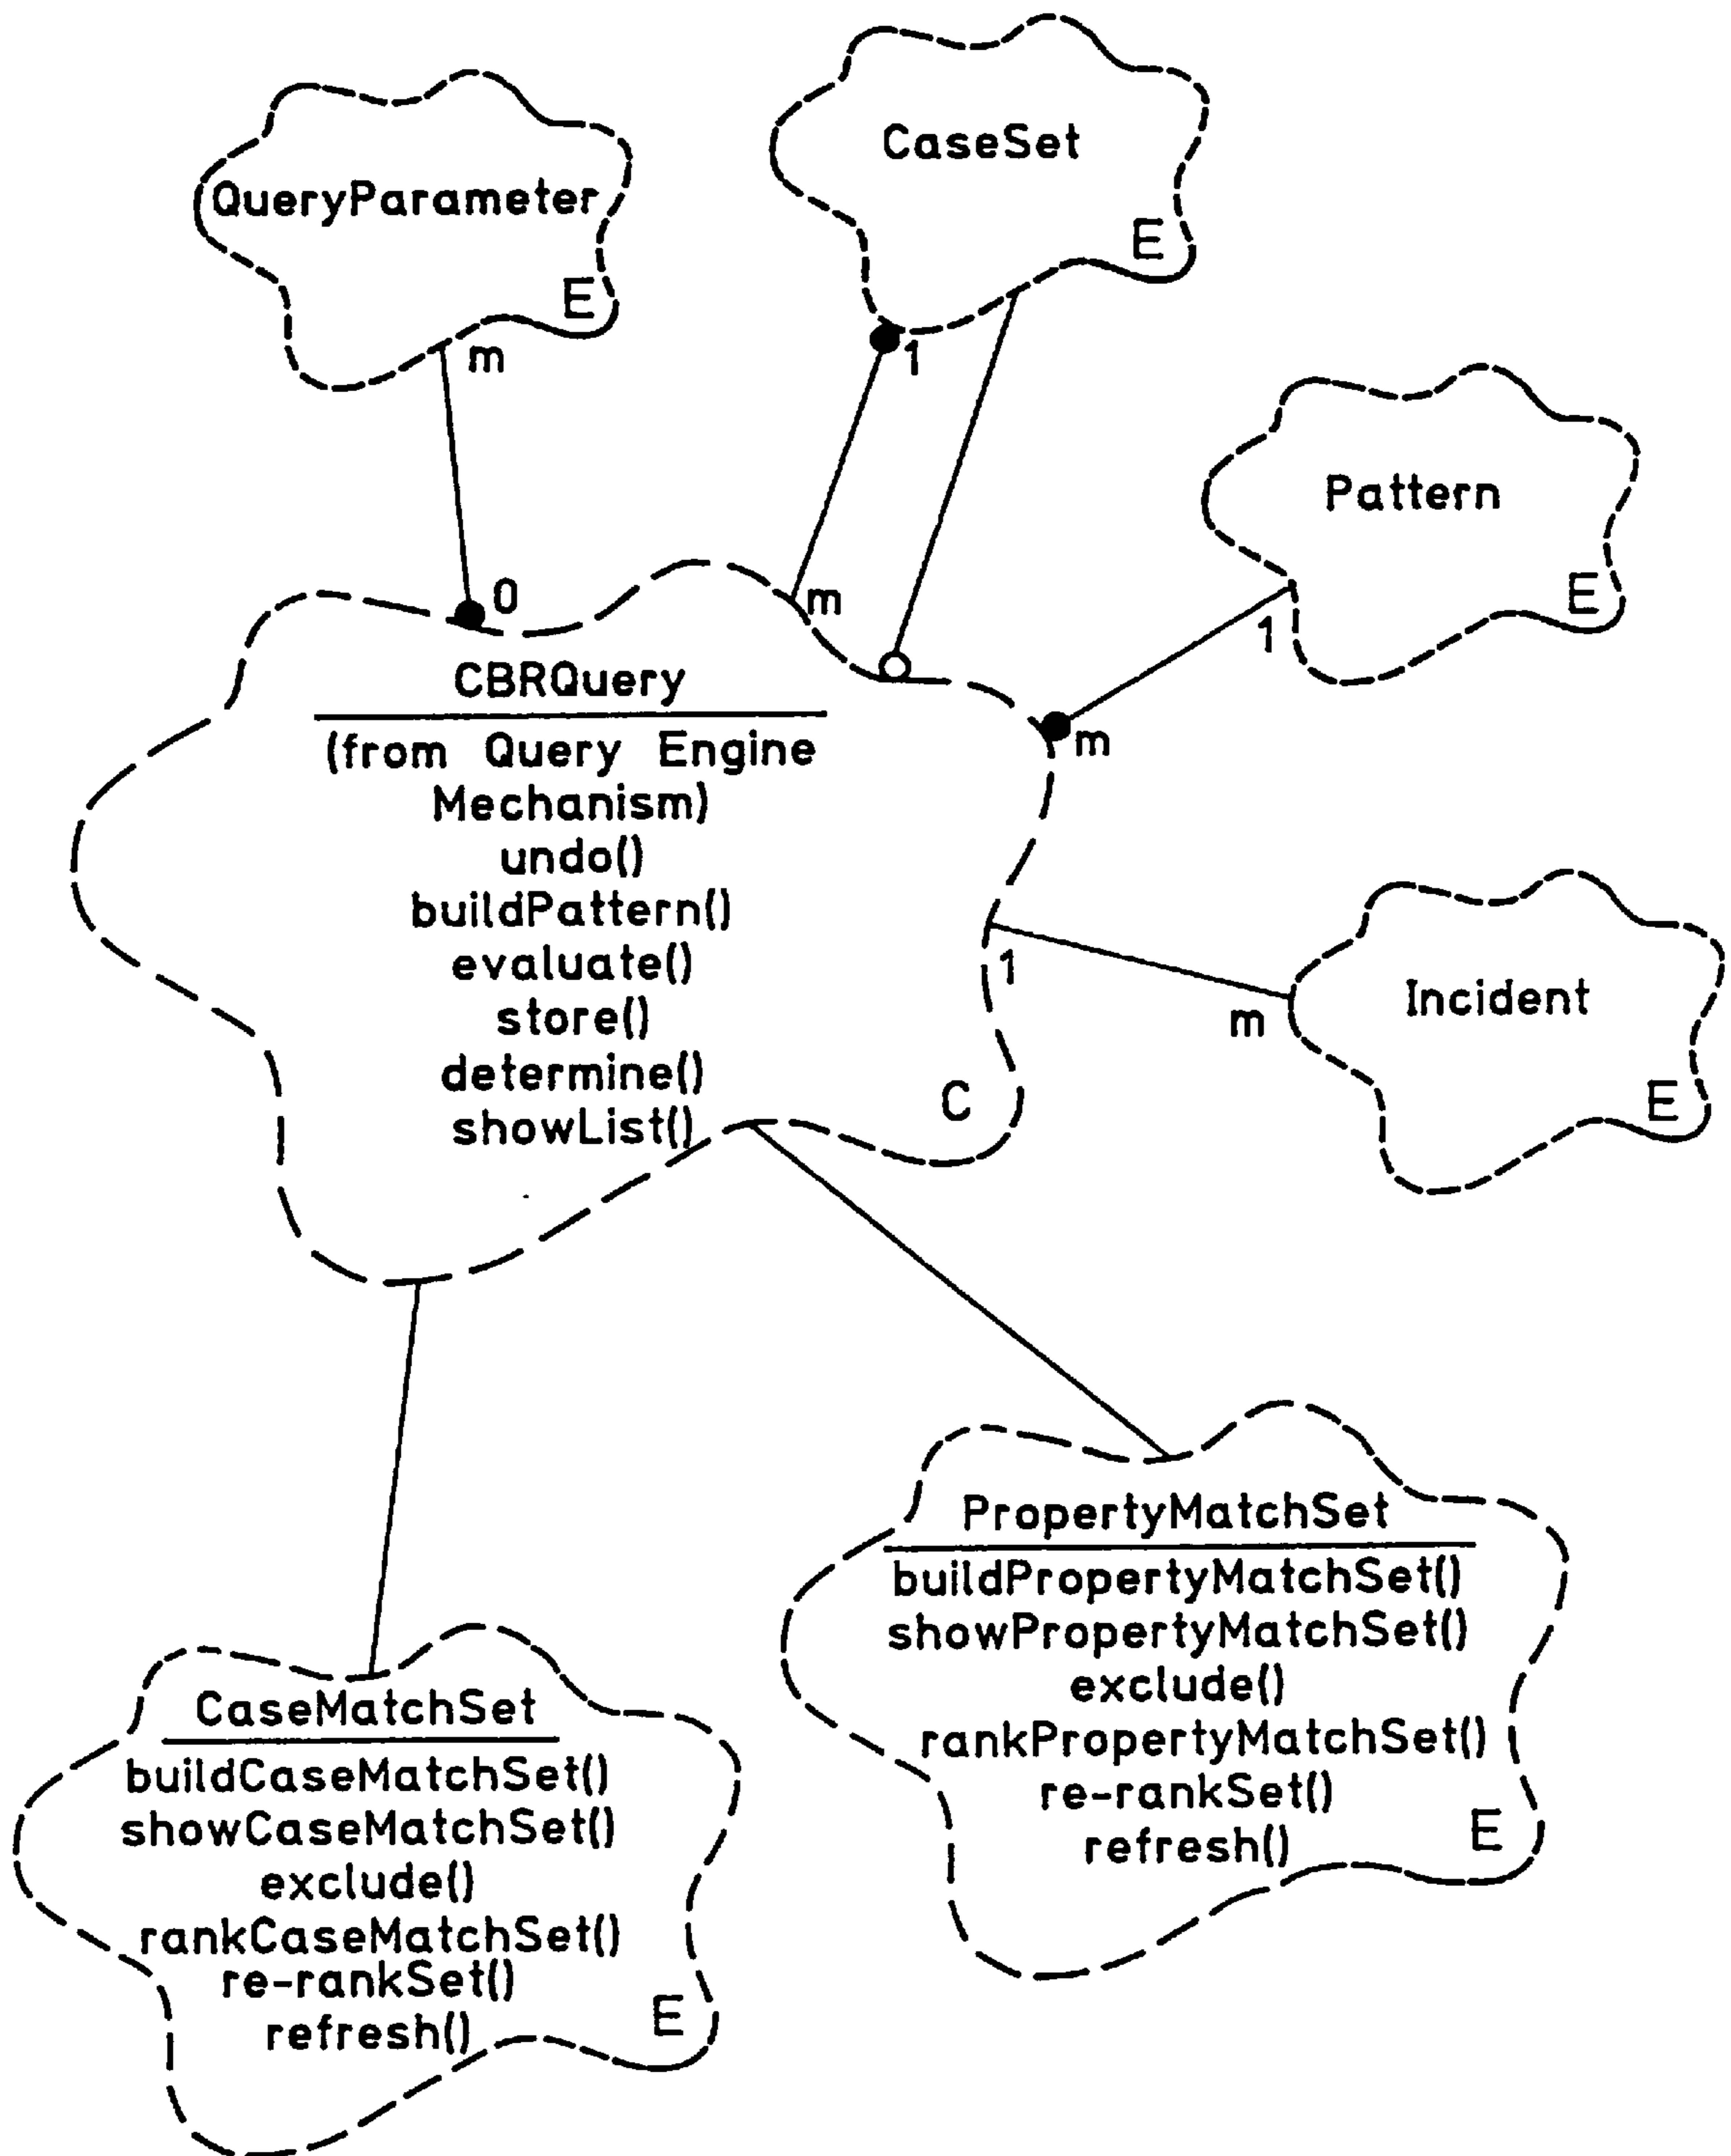 CaseSet
E
QueryParameter
E
m
1
Pattern
E
1
0
m
m
CBRQuery
(from Query Engine
Mechanism)
undo()
buildPattern()
evaluate()
store()
determine()
showList()
C
1
m
Incident
E
PropertyMatchSet
buildPropertyMatchSet()
showPropertyMatchSet()
exclude()
rankPropertyMatchSet()
re-rankSet()
refresh()
E
CaseMatchSet
buildCaseMatchSet()
showCaseMatchSet()
exclude()
rankCaseMatchSet()
re-rankSet()
refresh()
E